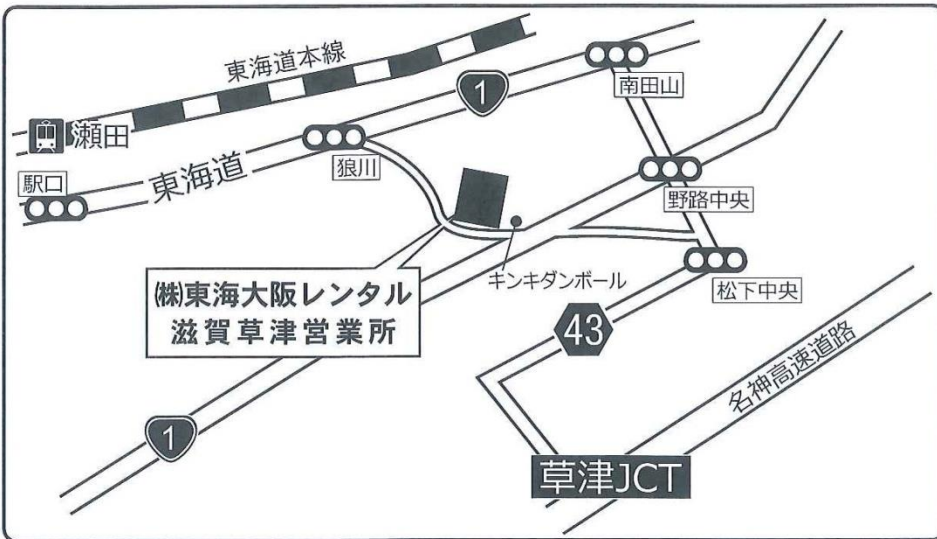 東海道本線
瀬田
1
南田山
狼川
東海道
駅口
野路中央
キンキダンボール
松下中央
㈱東海大阪レンタル
滋賀草津営業所
43
名神高速道路
1
草津JCT